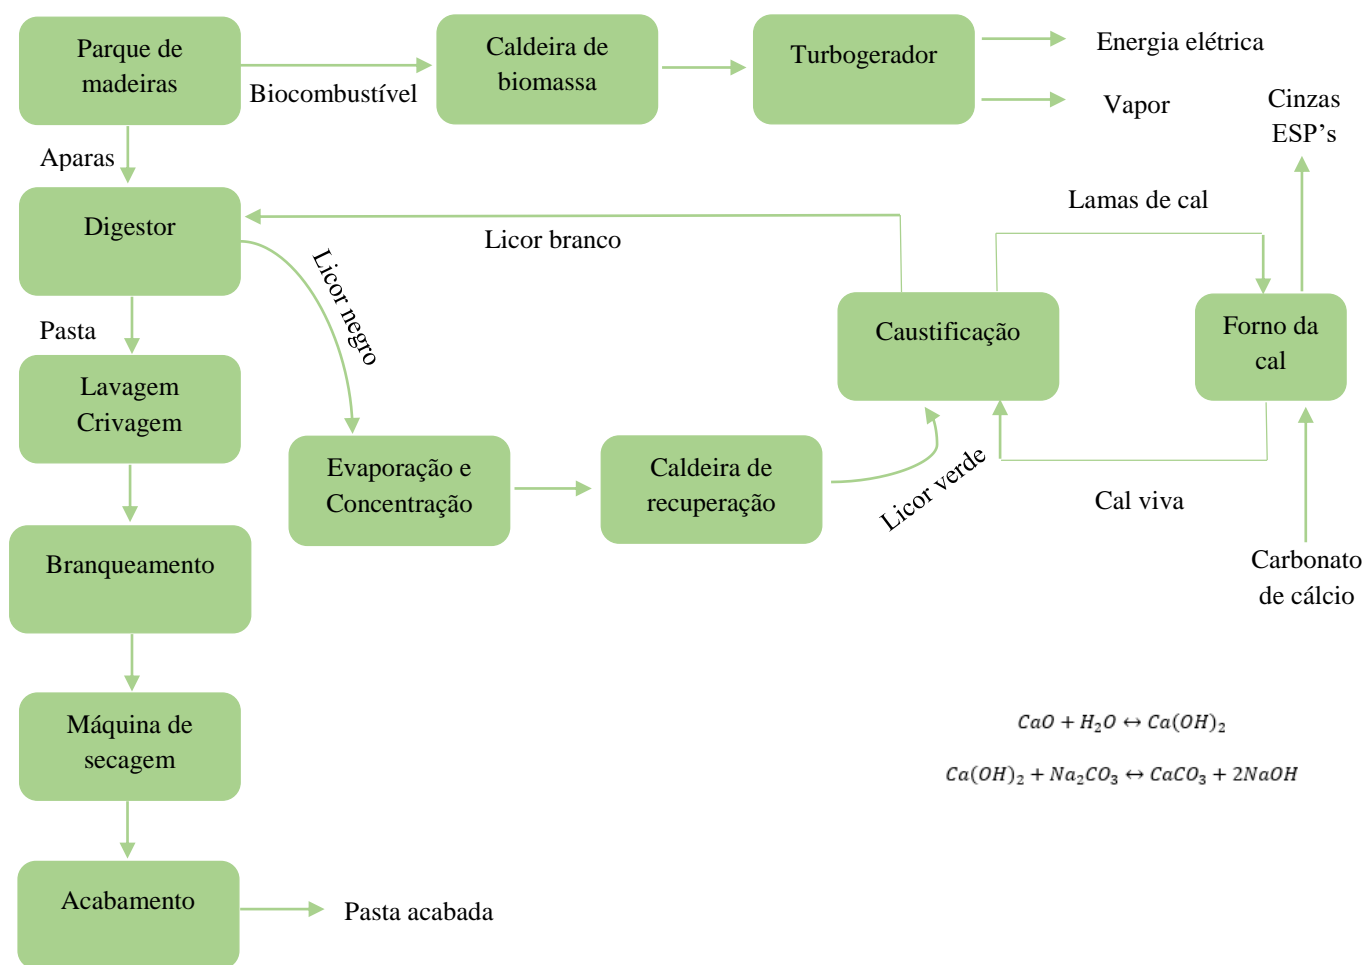 Parque de
madeiras
Biocombustível
Caldeira de
biomassa
Turbogerador
Energia elétrica
Vapor
Cinzas
ESP’s
Aparas
Digestor
Licor branco
Licor negro
Lamas de cal
Pasta
Lavagem
Crivagem
Caustificação
Forno da
cal
Evaporação e
Concentração
Caldeira de
recuperação
Licor verde
Cal viva
Carbonato
de cálcio
Branqueamento
Máquina de
secagem
CaO + H₂O ↔ Ca(OH)₂
Ca(OH)₂ + Na₂CO₃ ↔ CaCO₃ + 2NaOH
Acabamento
Pasta acabada